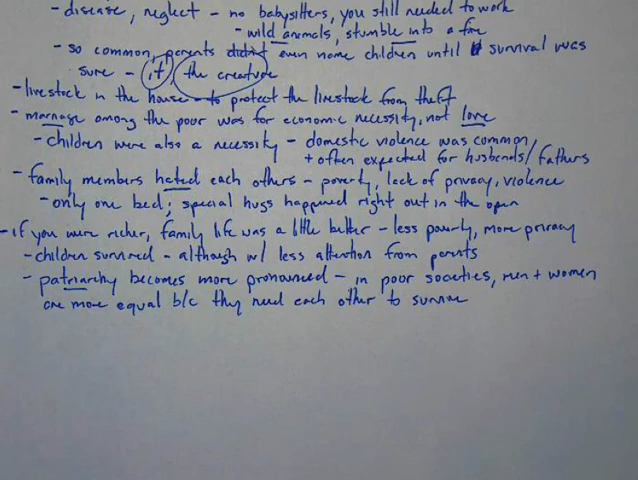 - disease, neglect - no babysitters, you still needed to work
- wild animals, stumble into a fire
- so common, parents didn't even name children until survival was
sure - "it", "the creature"
- livestock in the house - to protect the livestock from theft
- marriage among the poor was for economic necessity, not love
- children were also a necessity - domestic violence was common,
+ often expected for husbands/fathers
- family members hated each others - poverty, lack of privacy, violence
- only one bed; special hugs happened right out in the open
- if you were richer, family life was a little better - less poverty, more privacy
- children survived - although w/ less attention from parents
- patriarchy becomes more pronounced - in poor societies, men + women
are more equal b/c they need each other to survive